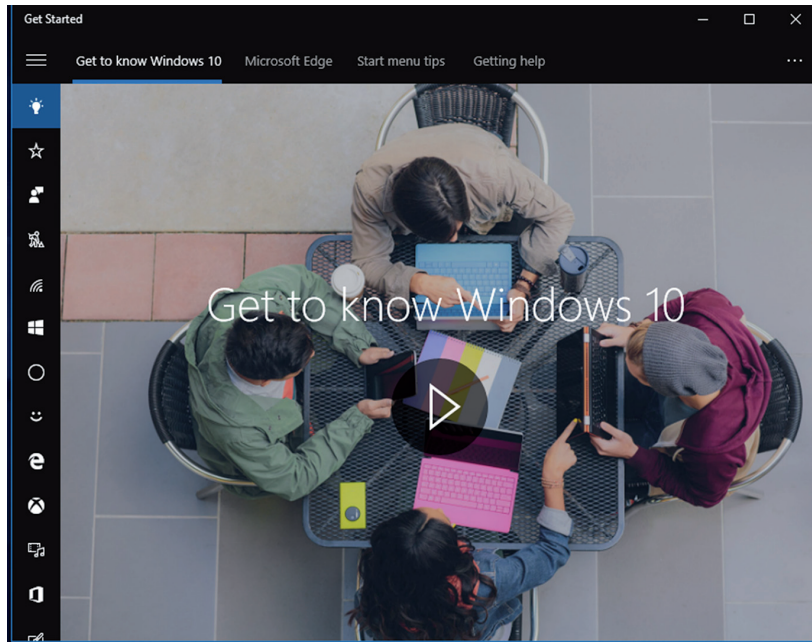 Get Started
Get to know Windows 10 Microsoft Edge Start menu tips Getting help
Get to know Windows 10